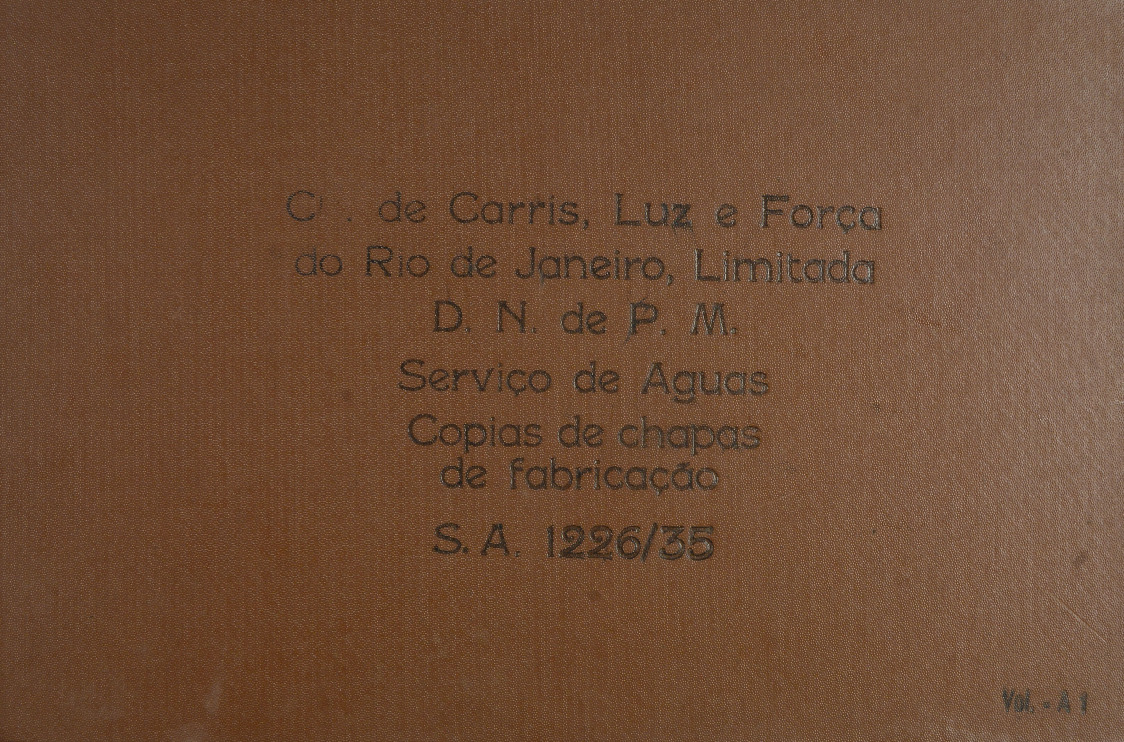 de Carris, Luz e Força
do Rio de Janeiro, Limitada
D. N. de P. M.
Serviço de Aguas
Copias de chapas
de fabricação
S. A. 1226/35
Vol. - A 1